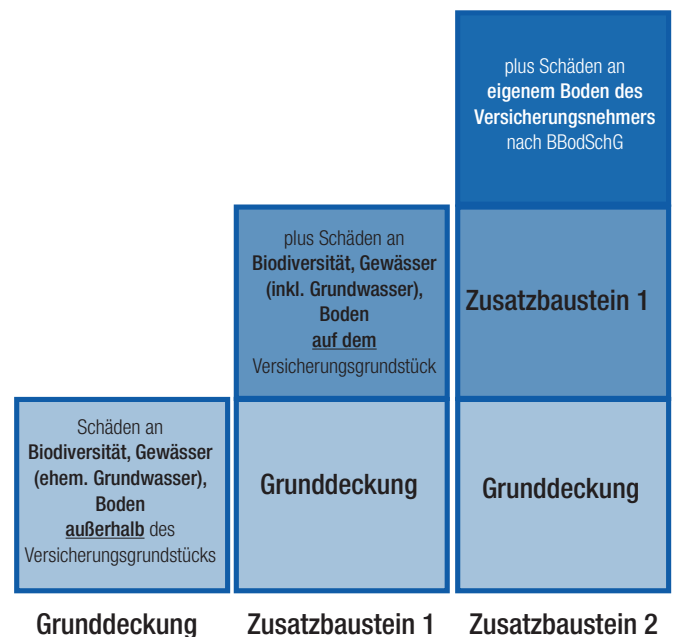 plus Schäden an
eigenem Boden des
Versicherungsnehmers
nach BBodSchG
plus Schäden an
Biodiversität, Gewässer
(inkl. Grundwasser),
Boden
auf dem
Versicherungsgrundstück
Zusatzbaustein 1
Schäden an
Biodiversität, Gewässer
(ehem. Grundwasser),
Boden
außerhalb des
Versicherungsgrundstücks
Grunddeckung
Grunddeckung
Grunddeckung
Zusatzbaustein 1
Zusatzbaustein 2